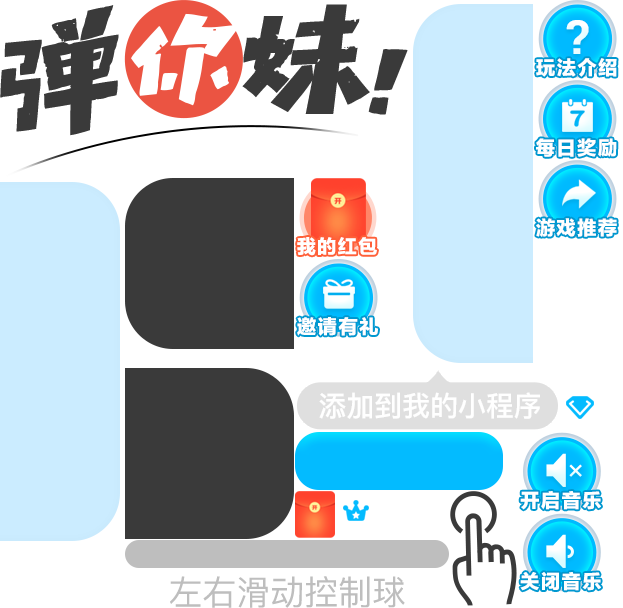 弹你妹!
?
玩法介绍
7
每日奖励
游戏推荐
开
我的红包
邀请有礼
添加到我的小程序
开启音乐
开
关闭音乐
左右滑动控制球